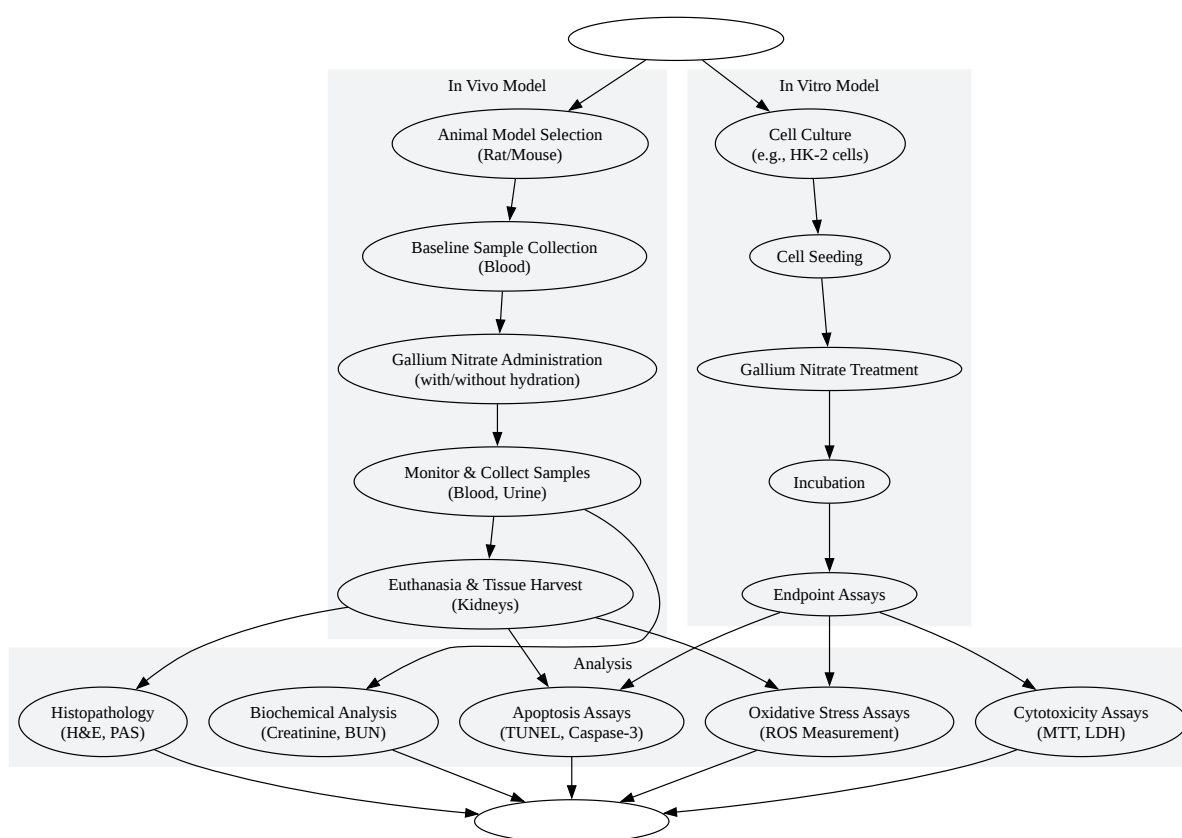 In Vivo Model
In Vitro Model
Animal Model Selection
(Rat/Mouse)
Cell Culture
(e.g., HK-2 cells)
Baseline Sample Collection
(Blood)
Cell Seeding
Gallium Nitrate Administration
(with/without hydration)
Gallium Nitrate Treatment
Monitor & Collect Samples
(Blood, Urine)
Incubation
Euthanasia & Tissue Harvest
(Kidneys)
Endpoint Assays
Analysis
Histopathology
(H&E, PAS)
Biochemical Analysis
(Creatinine, BUN)
Apoptosis Assays
(TUNEL, Caspase-3)
Oxidative Stress Assays
(ROS Measurement)
Cytotoxicity Assays
(MTT, LDH)